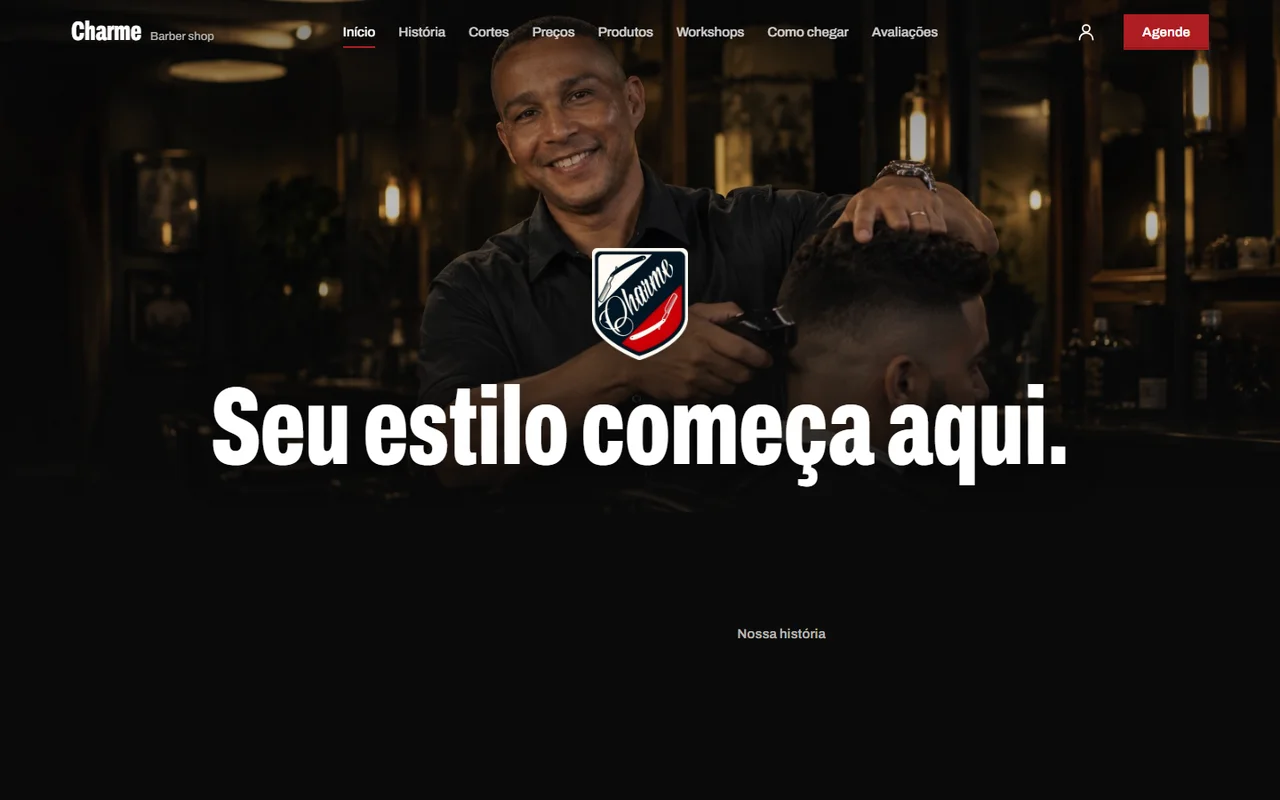 Charme Barber shop Início História Cortes Preços Produtos Workshops Como chegar Avaliações Agende
Charme
Seu estilo começa aqui.
Nossa história